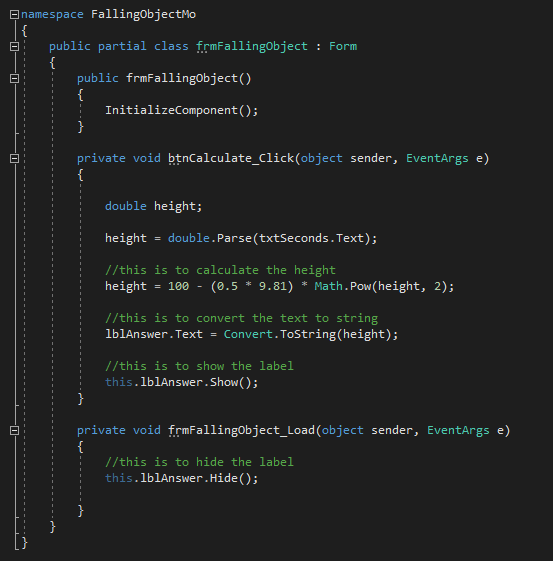 namespace FallingObjectMo
{
public partial class frmFallingObject : Form
{
public frmFallingObject()
{
InitializeComponent();
}
private void btnCalculate_Click(object sender, EventArgs e)
{
double height;
height = double.Parse(txtSeconds.Text);
//this is to calculate the height
height = 100 - (0.5 * 9.81) * Math.Pow(height, 2);
//this is to convert the text to string
lblAnswer.Text = Convert.ToString(height);
//this is to show the label
this.lblAnswer.Show();
}
private void frmFallingObject_Load(object sender, EventArgs e)
{
//this is to hide the label
this.lblAnswer.Hide();
}
}
}